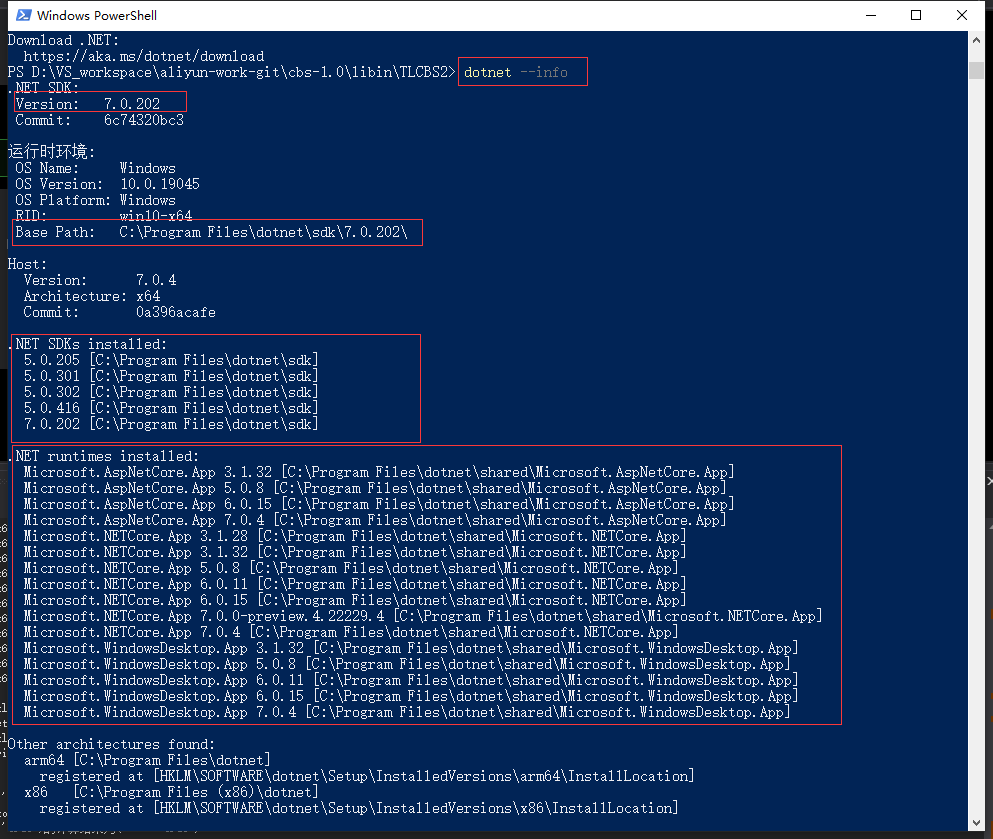 Windows PowerShell
Download .NET:
https://aka.ms/dotnet/download
PS D:\VS_workspace\aliyun-work-git\cbs-1.0\libin\TLCBS2> dotnet --info
.NET SDK:
Version: 7.0.202
Commit: 6c74320bc3
运行时环境:
OS Name: Windows
OS Version: 10.0.19045
OS Platform: Windows
RID: win10-x64
Base Path: C:\Program Files\dotnet\sdk\7.0.202\
Host:
Version: 7.0.4
Architecture: x64
Commit: 0a396acafe
.NET SDKs installed:
5.0.205 [C:\Program Files\dotnet\sdk]
5.0.301 [C:\Program Files\dotnet\sdk]
5.0.302 [C:\Program Files\dotnet\sdk]
5.0.416 [C:\Program Files\dotnet\sdk]
7.0.202 [C:\Program Files\dotnet\sdk]
.NET runtimes installed:
Microsoft.AspNetCore.App 3.1.32 [C:\Program Files\dotnet\shared\Microsoft.AspNetCore.App]
Microsoft.AspNetCore.App 5.0.8 [C:\Program Files\dotnet\shared\Microsoft.AspNetCore.App]
Microsoft.AspNetCore.App 6.0.15 [C:\Program Files\dotnet\shared\Microsoft.AspNetCore.App]
Microsoft.AspNetCore.App 7.0.4 [C:\Program Files\dotnet\shared\Microsoft.AspNetCore.App]
Microsoft.NETCore.App 3.1.28 [C:\Program Files\dotnet\shared\Microsoft.NETCore.App]
Microsoft.NETCore.App 3.1.32 [C:\Program Files\dotnet\shared\Microsoft.NETCore.App]
Microsoft.NETCore.App 5.0.8 [C:\Program Files\dotnet\shared\Microsoft.NETCore.App]
Microsoft.NETCore.App 6.0.11 [C:\Program Files\dotnet\shared\Microsoft.NETCore.App]
Microsoft.NETCore.App 6.0.15 [C:\Program Files\dotnet\shared\Microsoft.NETCore.App]
Microsoft.NETCore.App 7.0.0-preview.4.22229.4 [C:\Program Files\dotnet\shared\Microsoft.NETCore.App]
Microsoft.NETCore.App 7.0.4 [C:\Program Files\dotnet\shared\Microsoft.NETCore.App]
Microsoft.WindowsDesktop.App 3.1.32 [C:\Program Files\dotnet\shared\Microsoft.WindowsDesktop.App]
Microsoft.WindowsDesktop.App 5.0.8 [C:\Program Files\dotnet\shared\Microsoft.WindowsDesktop.App]
Microsoft.WindowsDesktop.App 6.0.11 [C:\Program Files\dotnet\shared\Microsoft.WindowsDesktop.App]
Microsoft.WindowsDesktop.App 6.0.15 [C:\Program Files\dotnet\shared\Microsoft.WindowsDesktop.App]
Microsoft.WindowsDesktop.App 7.0.4 [C:\Program Files\dotnet\shared\Microsoft.WindowsDesktop.App]
Other architectures found:
arm64 [C:\Program Files\dotnet]
registered at [HKLM\SOFTWARE\dotnet\Setup\InstalledVersions\arm64\InstallLocation]
x86 [C:\Program Files (x86)\dotnet]
registered at [HKLM\SOFTWARE\dotnet\Setup\InstalledVersions\x86\InstallLocation]